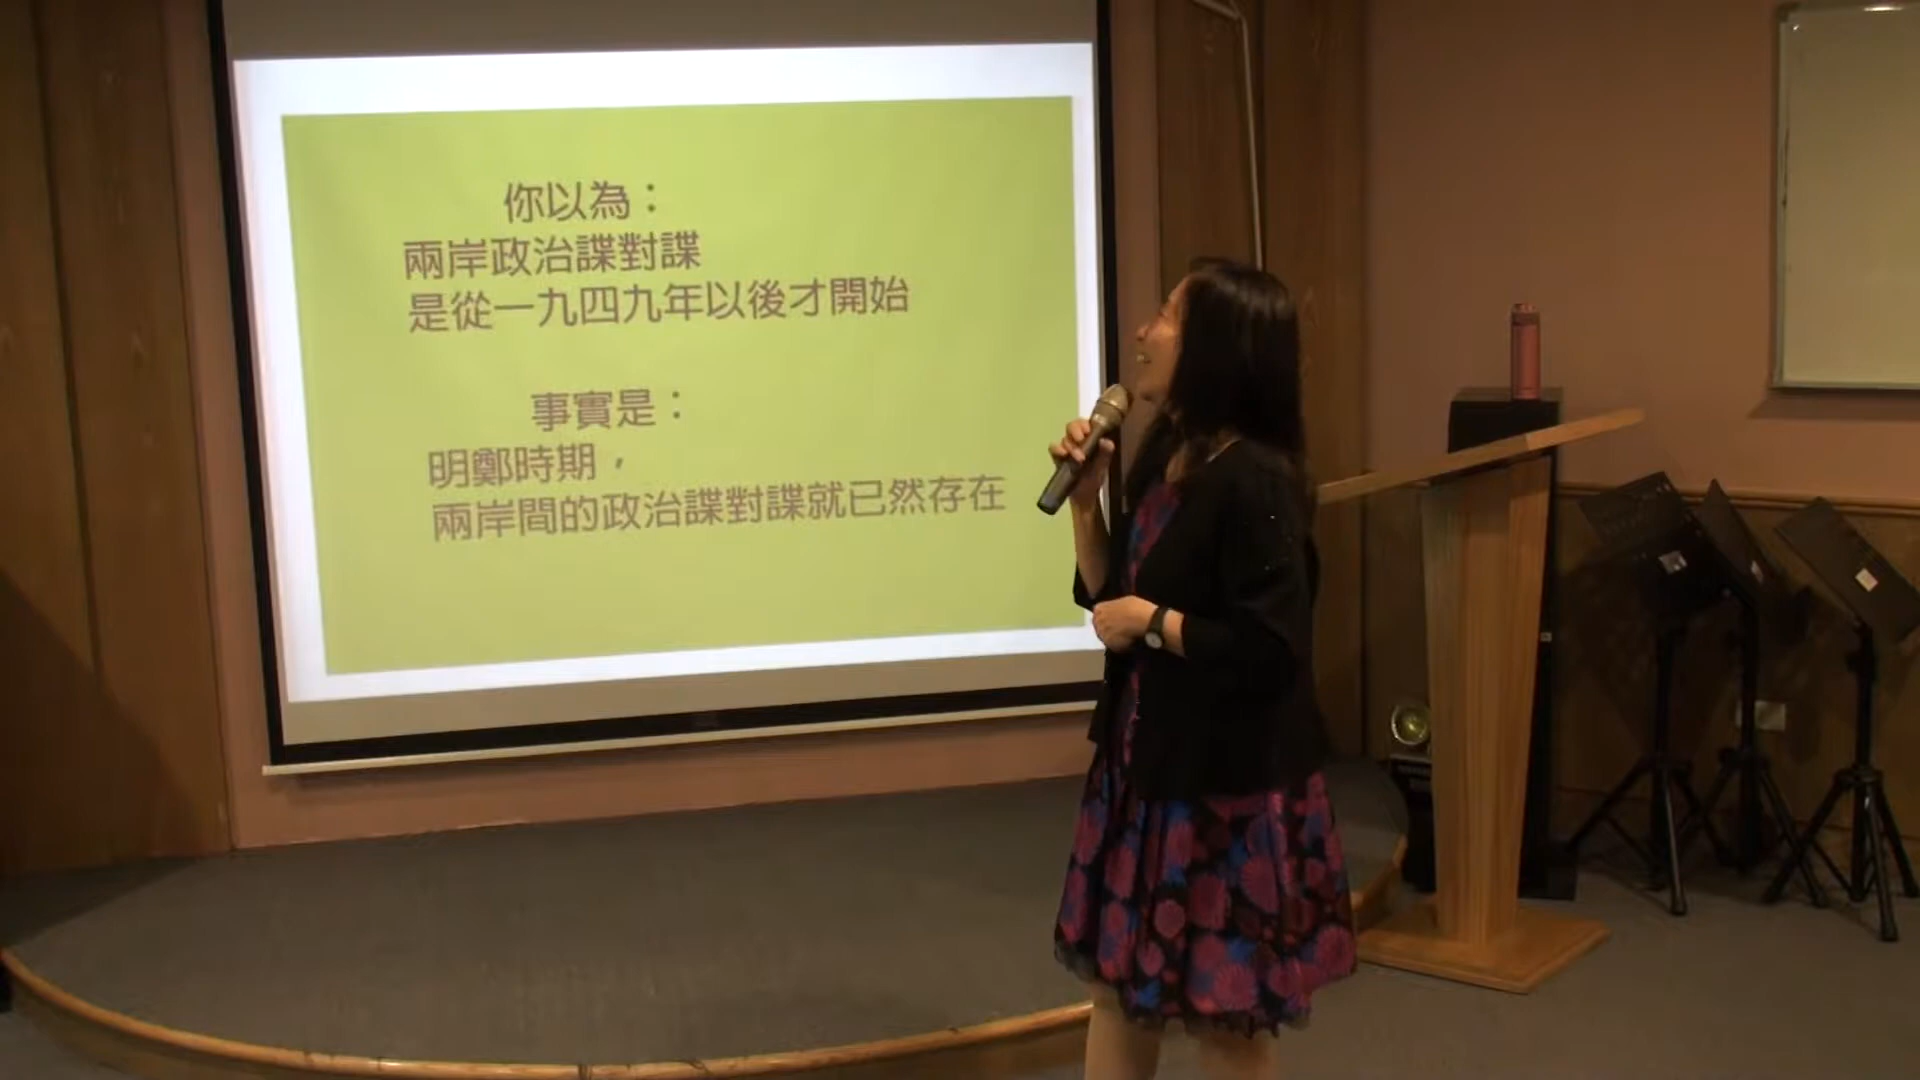 你以為：
兩岸政治諜對諜
是從一九四九年以後才開始
事實是：
明鄭時期，
兩岸間的政治諜對諜就已然存在